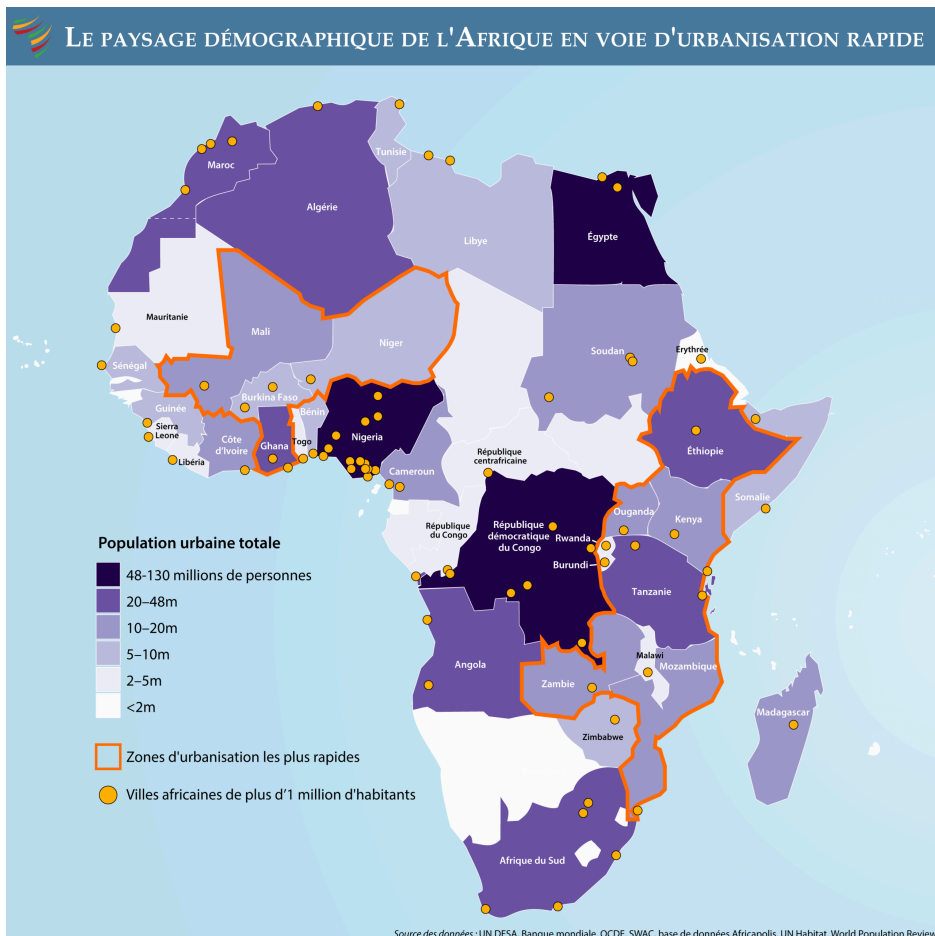 LE PAYSAGE DÉMOGRAPHIQUE DE L'AFRIQUE EN VOIE D'URBANISATION RAPIDE
Tunisie
Maroc
Algérie
Libye
Égypte
Mauritanie
Mali
Niger
Soudan
Erythrée
Sénégal
Burkina Faso
Guinée
Bénin
Sierra
Leone
Côte
d'Ivoire
Ghana
Togo
Nigeria
Libéria
Cameroun
République
centrafricaine
Éthiopie
Somalie
Ouganda
Kenya
République
du Congo
République
démocratique
du Congo
Rwanda
Burundi
Tanzanie
Angola
Malawi
Zambie
Mozambique
Madagascar
Zimbabwe
Afrique du Sud
Population urbaine totale
48-130 millions de personnes
20–48m
10–20m
5–10m
2–5m
<2m
Zones d'urbanisation les plus rapides
Villes africaines de plus d'1 million d'habitants
Source des données : UN DESA, Banque mondiale, OCDE, SWAC, base de données Africapolis, UN Habitat, World Population Review